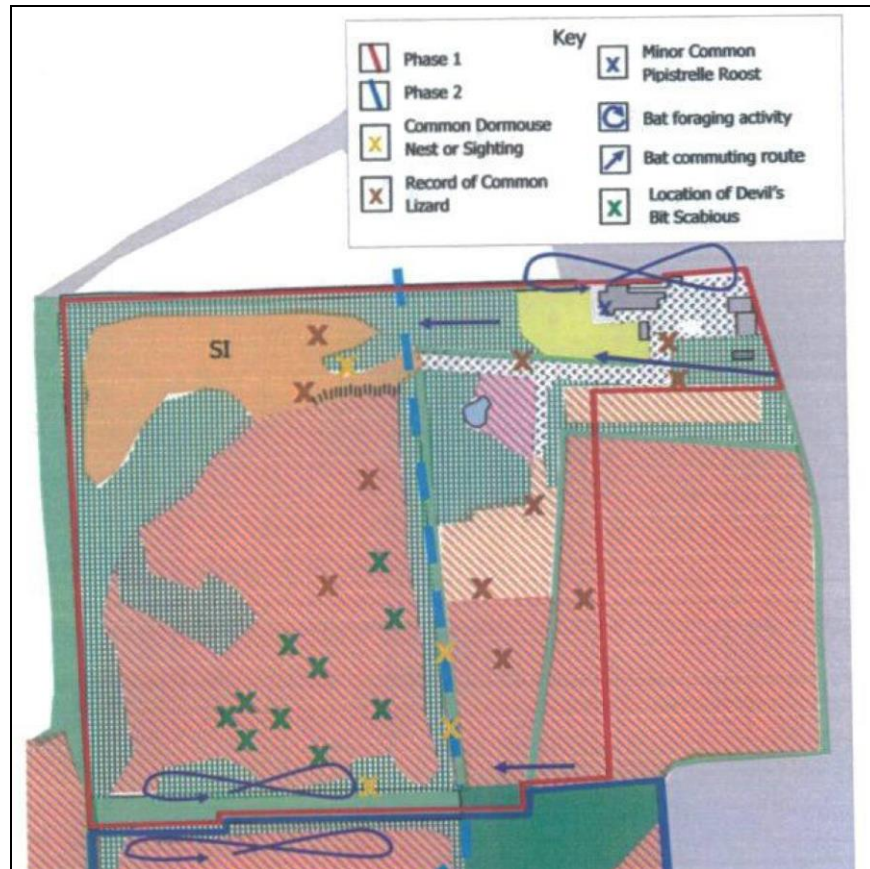 Key
Phase 1
Phase 2
Common Dormouse
Nest or Sighting
Record of Common
Lizard
Minor Common
Pipistrelle Roost
Bat foraging activity
Bat commuting route
Location of Devil's
Bit Scabious
SI